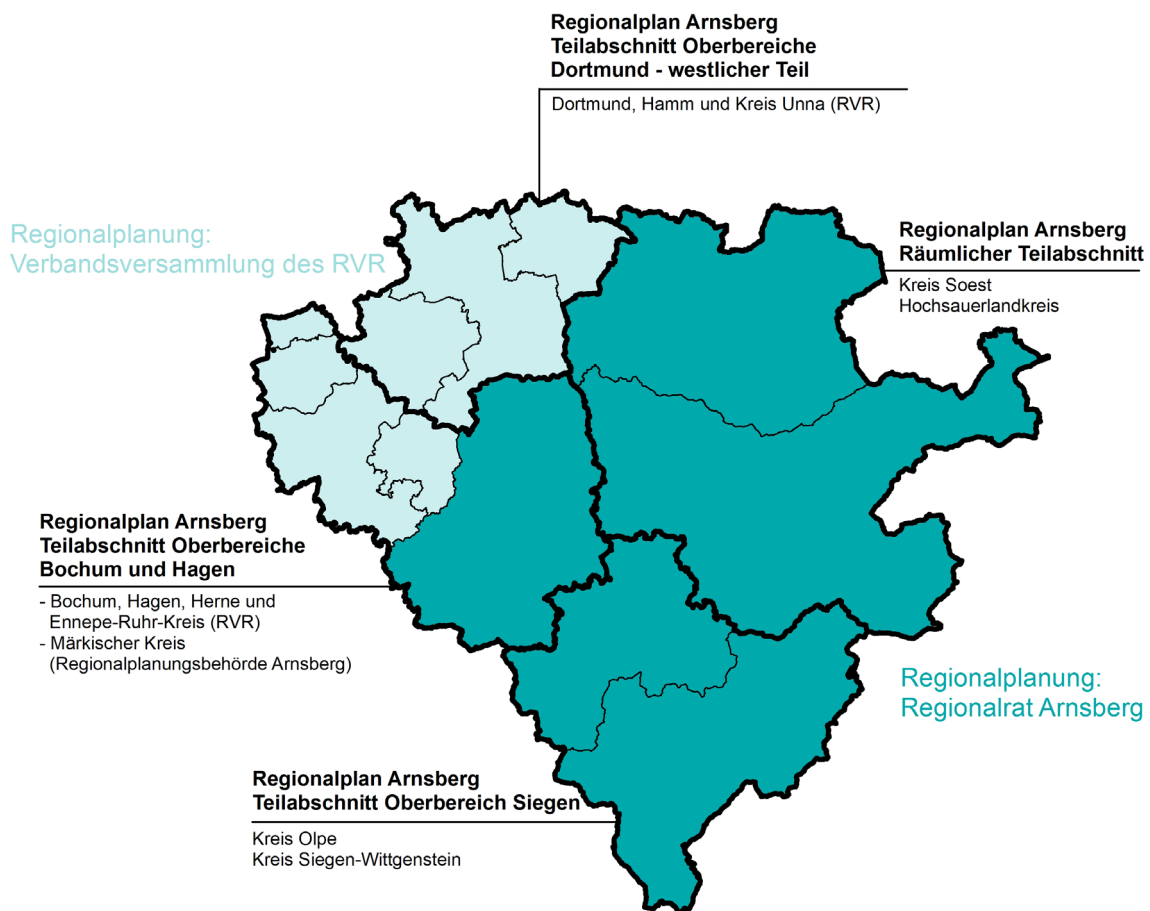 Regionalplan Arnsberg
Teilabschnitt Oberbereiche
Dortmund - westlicher Teil
Dortmund, Hamm und Kreis Unna (RVR)
Regionalplanung:
Verbandsversammlung des RVR
Regionalplan Arnsberg
Räumlicher Teilabschnitt
Kreis Soest
Hochsauerlandkreis
Regionalplan Arnsberg
Teilabschnitt Oberbereiche
Bochum und Hagen
- Bochum, Hagen, Herne und
Ennepe-Ruhr-Kreis (RVR)
- Märkischer Kreis
(Regionalplanungsbehörde Arnsberg)
Regionalplanung:
Regionalrat Arnsberg
Regionalplan Arnsberg
Teilabschnitt Oberbereich Siegen
Kreis Olpe
Kreis Siegen-Wittgenstein